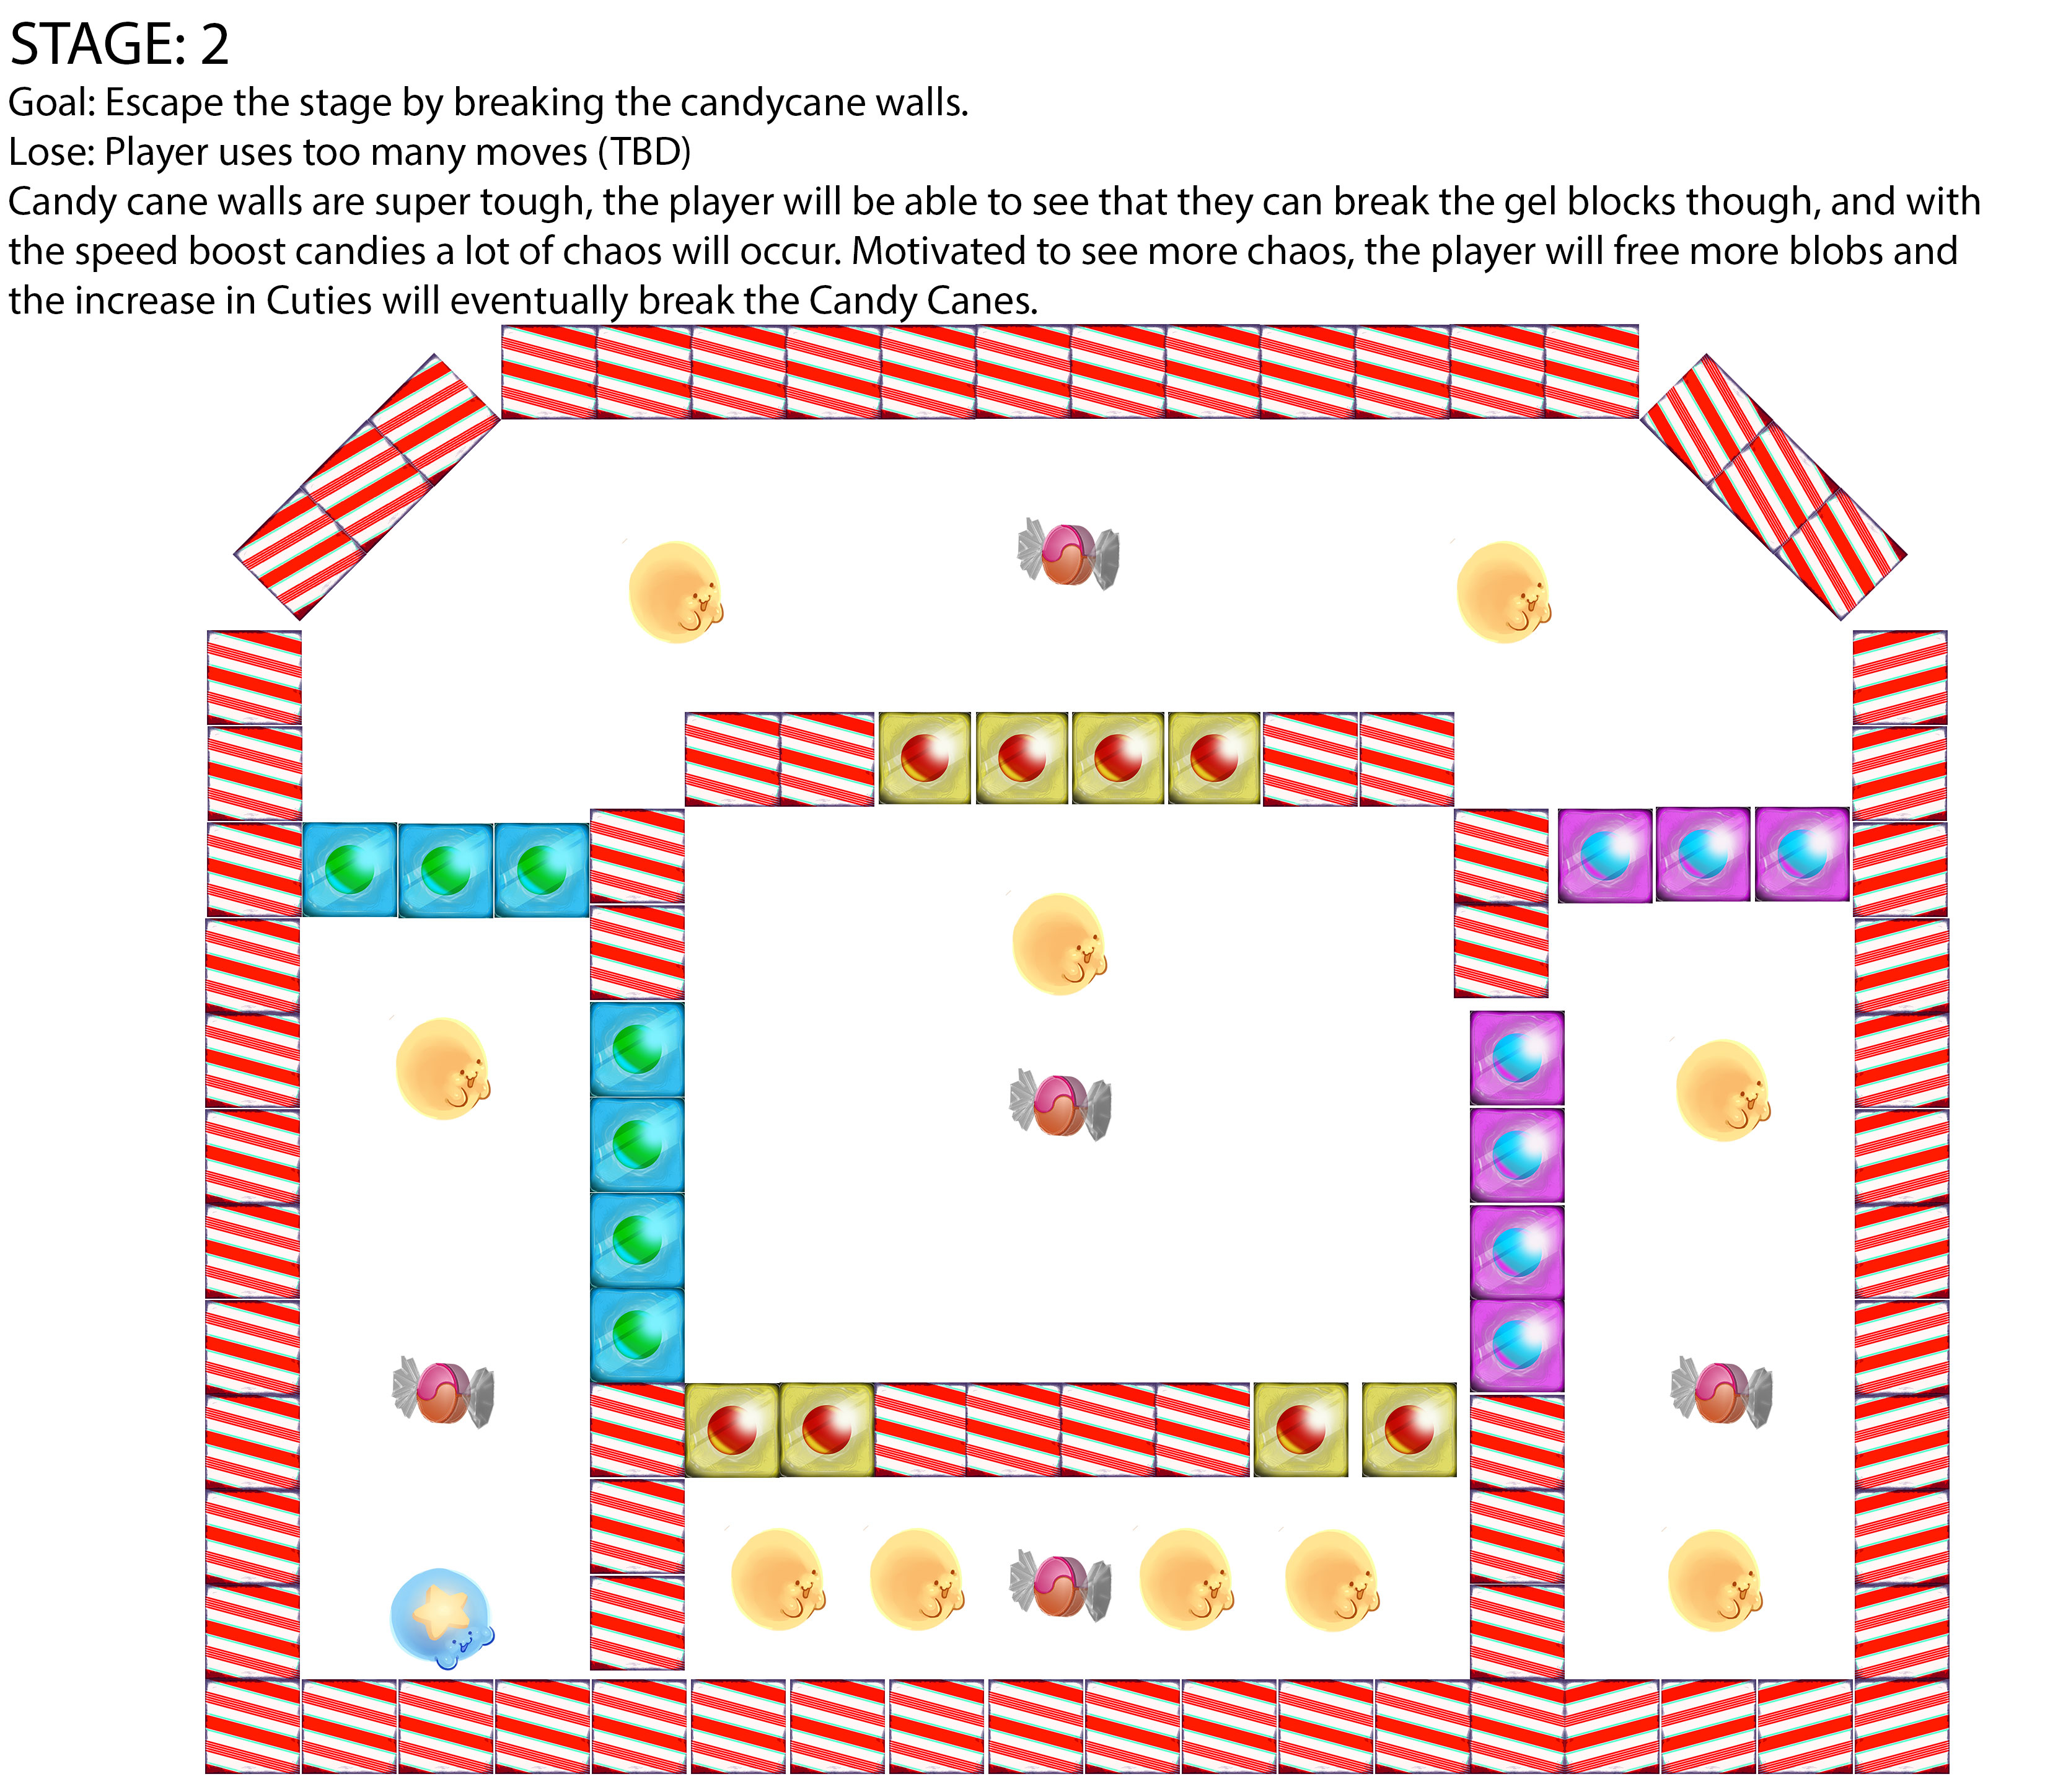 STAGE: 2
Goal: Escape the stage by breaking the candycane walls.
Lose: Player uses too many moves (TBD)
Candy cane walls are super tough, the player will be able to see that they can break the gel blocks though, and with
the speed boost candies a lot of chaos will occur. Motivated to see more chaos, the player will free more blobs and
the increase in Cuties will eventually break the Candy Canes.